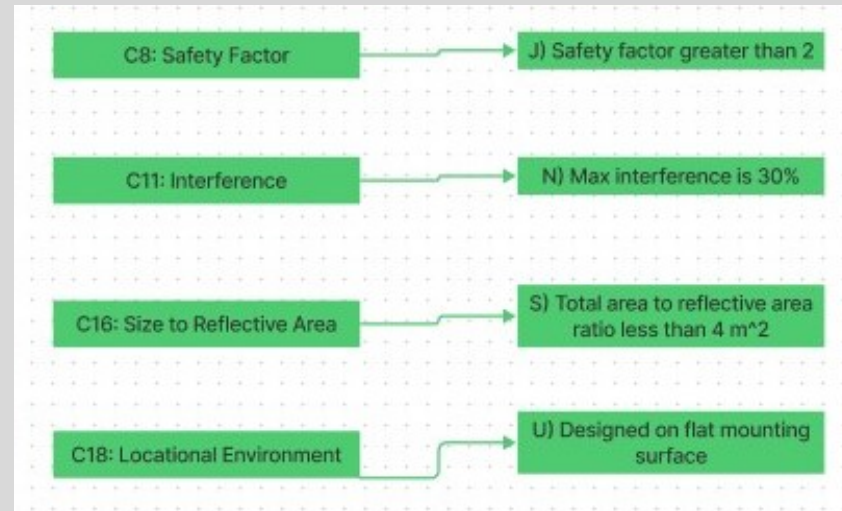 C8: Safety Factor
J) Safety factor greater than 2
C11: Interference
N) Max interference is 30%
C16: Size to Reflective Area
S) Total area to reflective area
ratio less than 4 m^2
C18: Locational Environment
U) Designed on flat mounting
surface